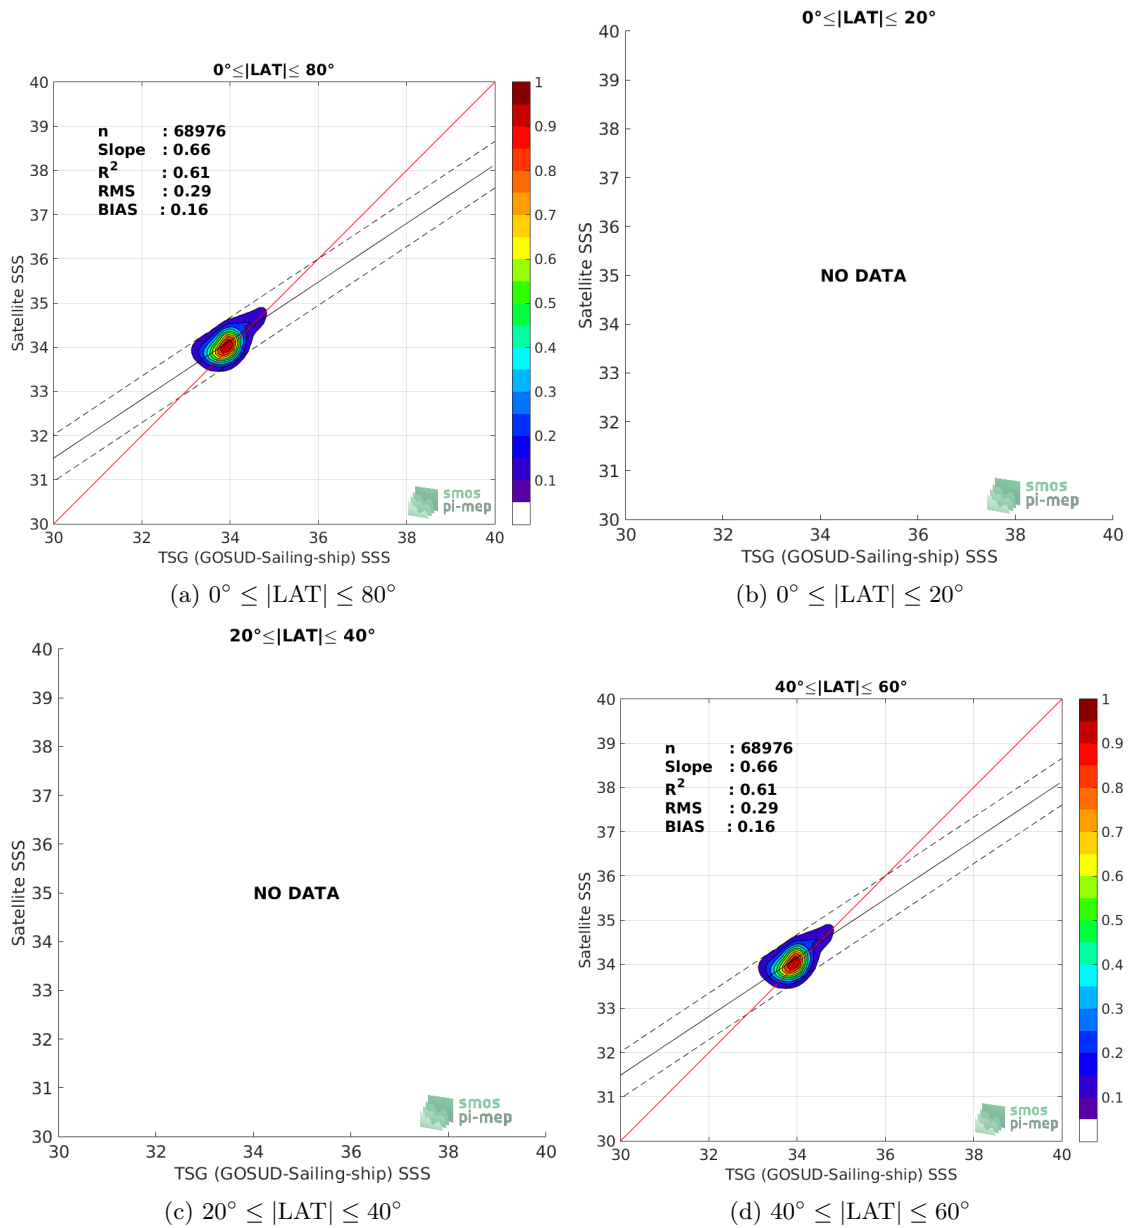 0°≤|LAT|≤ 80°
40
39
38
37
36
35
34
33
32
31
30
Satellite SSS
n : 68976
Slope : 0.66
R² : 0.61
RMS : 0.29
BIAS : 0.16
smos
pi-mep
30 32 34 36 38 40
TSG (GOSUD-Sailing-ship) SSS
1
0.9
0.8
0.7
0.6
0.5
0.4
0.3
0.2
0.1
(a) 0° ≤ |LAT| ≤ 80°
0°≤|LAT|≤ 20°
40
39
38
37
36
35
34
33
32
31
30
Satellite SSS
NO DATA
smos
pi-mep
30 32 34 36 38 40
TSG (GOSUD-Sailing-ship) SSS
(b) 0° ≤ |LAT| ≤ 20°
20°≤|LAT|≤ 40°
40
39
38
37
36
35
34
33
32
31
30
Satellite SSS
NO DATA
smos
pi-mep
30 32 34 36 38 40
TSG (GOSUD-Sailing-ship) SSS
(c) 20° ≤ |LAT| ≤ 40°
40°≤|LAT|≤ 60°
40
39
38
37
36
35
34
33
32
31
30
Satellite SSS
n : 68976
Slope : 0.66
R² : 0.61
RMS : 0.29
BIAS : 0.16
smos
pi-mep
30 32 34 36 38 40
TSG (GOSUD-Sailing-ship) SSS
1
0.9
0.8
0.7
0.6
0.5
0.4
0.3
0.2
0.1
(d) 40° ≤ |LAT| ≤ 60°